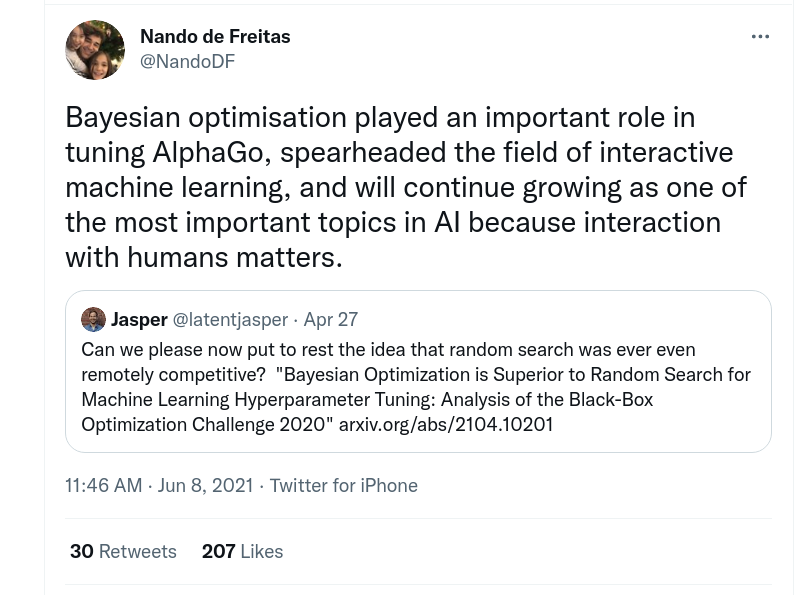 Nando de Freitas
@NandoDF
Bayesian optimisation played an important role in
tuning AlphaGo, spearheaded the field of interactive
machine learning, and will continue growing as one of
the most important topics in AI because interaction
with humans matters.
Jasper @latentjasper · Apr 27
Can we please now put to rest the idea that random search was ever even
remotely competitive?  "Bayesian Optimization is Superior to Random Search for
Machine Learning Hyperparameter Tuning: Analysis of the Black-Box
Optimization Challenge 2020" arxiv.org/abs/2104.10201
11:46 AM · Jun 8, 2021 · Twitter for iPhone
30 Retweets 207 Likes